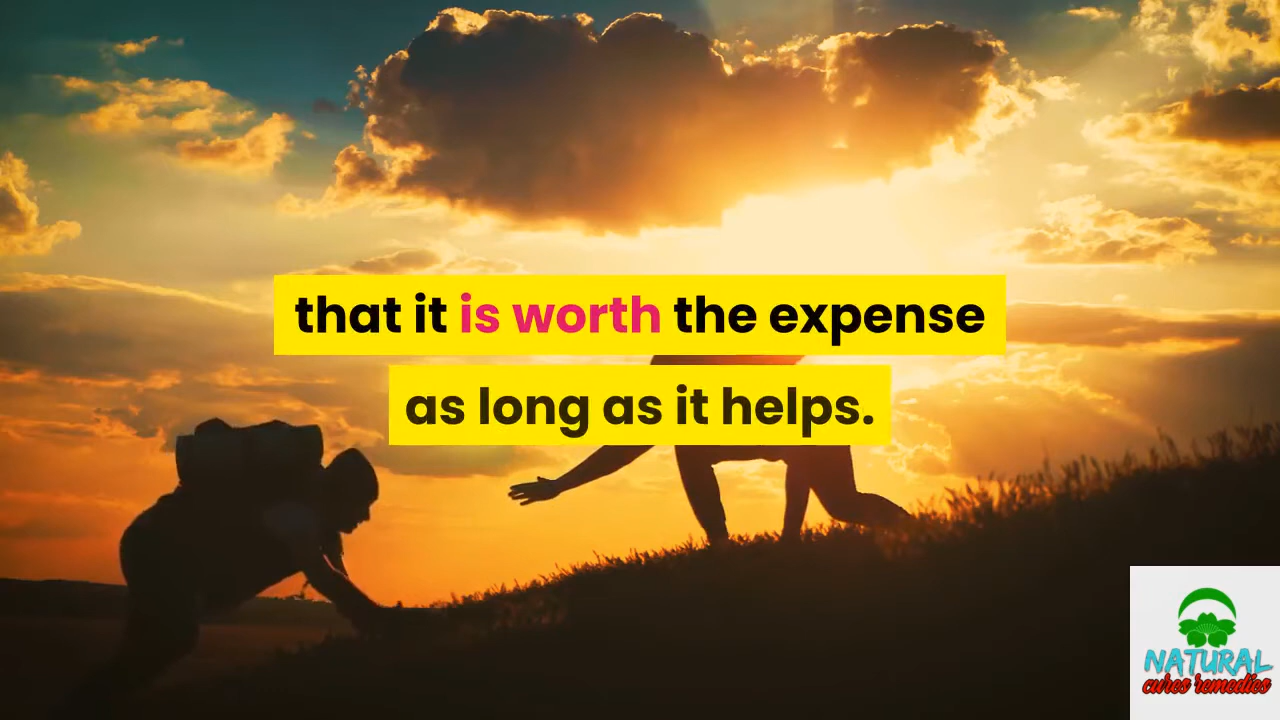 that it is worth the expense
as long as it helps.
NATURAL
cures remedies